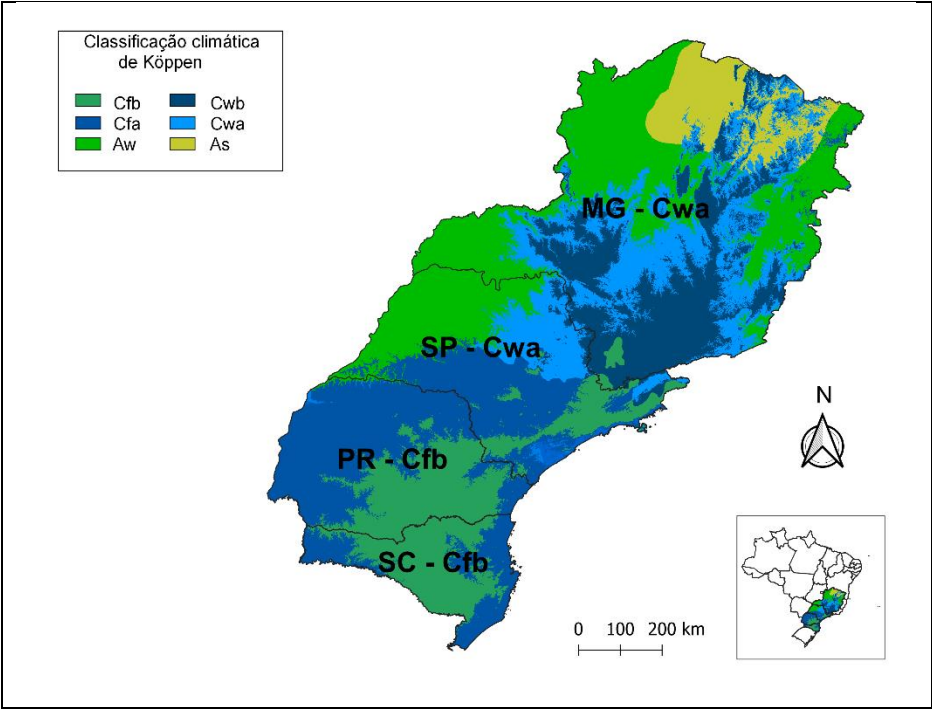 Classificação climática
de Köppen
Cfb
Cwb
Cfa
Cwa
Aw
As
MG - Cwa
SP - Cwa
PR - Cfb
SC - Cfb
N
0 100 200 km